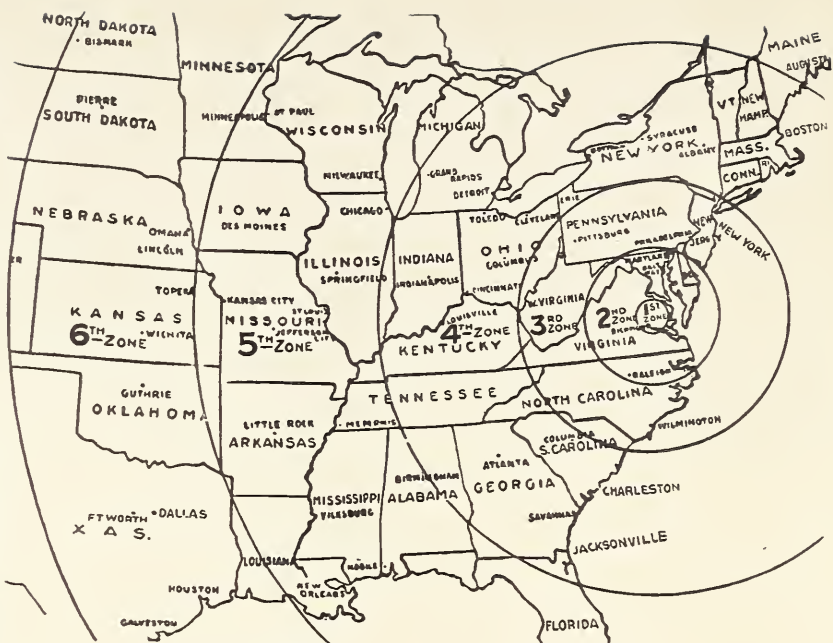 NORTH DAKOTA
BISMARK
MINNESOTA
MAINE
AUGUSTA
PIERRE
SOUTH DAKOTA
MINNEAPOLIS
ST PAUL
WISCONSIN
MICHIGAN
VT.
NEW
HAMP.
SYRACUSE
NEW YORK
ALBANY
MASS.
BOSTON
CONN.
R.I.
MILWAUKEE
GRAND
RAPIDS
DETROIT
NEBRASKA
OMAHA
LINCOLN
IOWA
DES MOINES
CHICAGO
TOLEDO
CLEVELAND
ERIE
PENNSYLVANIA
PITTSBURG
PHILADELPHIA
NEW
JERSEY
NEW YORK
ILLINOIS
SPRINGFIELD
INDIANA
INDIANAPOLIS
OHIO
COLUMBUS
CINCINNATI
MARYLAND
TOPEKA
KANSAS
6TH-ZONE
WICHITA
KANSAS CITY
ST LOUIS
MISSOURI
JEFFERSON
CITY
5TH-ZONE
LOUISVILLE
4TH-ZONE
KENTUCKY
W. VIRGINIA
3RD
ZONE
2ND
ZONE
1ST
ZONE
VIRGINIA
GUTHRIE
OKLAHOMA
TENNESSEE
MEMPHIS
RALEIGH
NORTH CAROLINA
WILMINGTON
LITTLE ROCK
ARKANSAS
COLUMBIA
S. CAROLINA
ATLANTA
GEORGIA
BIRMINGHAM
ALABAMA
MISSISSIPPI
VICKSBURG
CHARLESTON
SAVANNAH
FT WORTH
DALLAS
X A S.
JACKSONVILLE
LOUISIANA
MOBILE
NEW
ORLEANS
HOUSTON
GALVESTON
FLORIDA